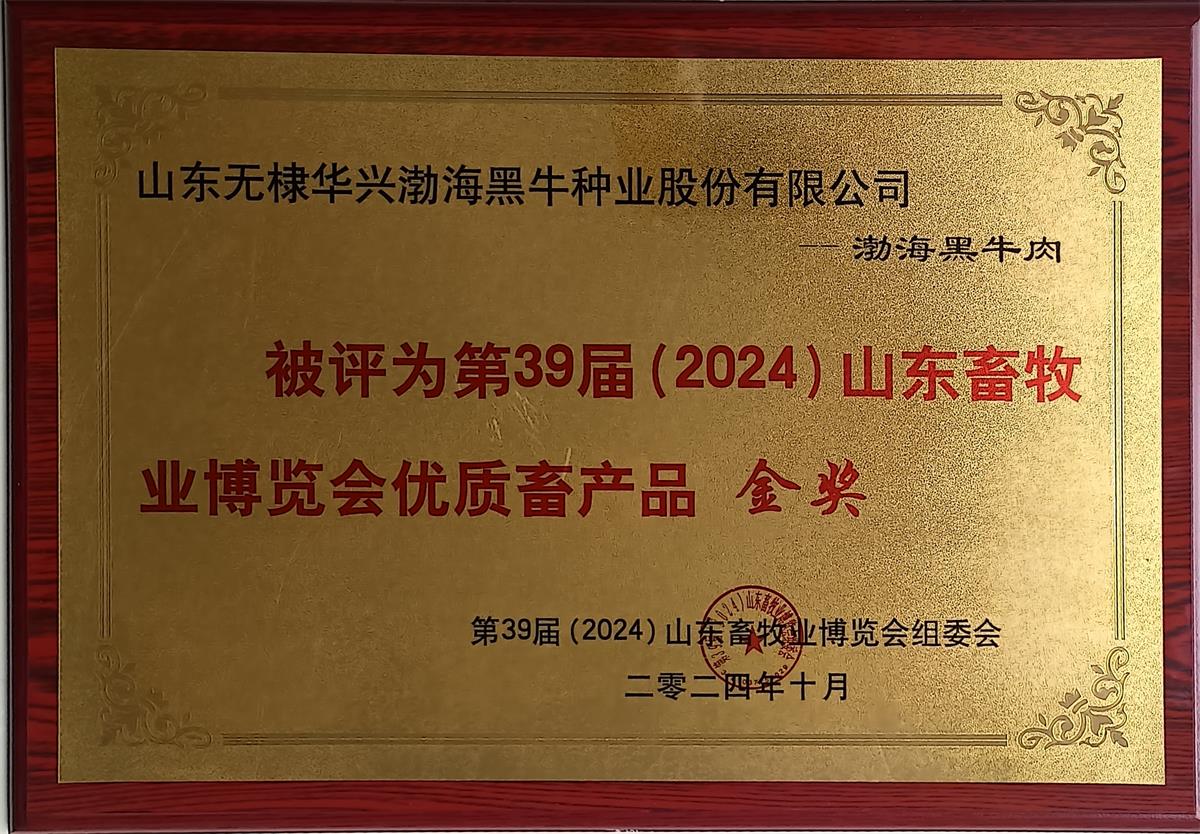 山东无棣华兴渤海黑牛种业股份有限公司
——渤海黑牛肉
被评为第39届(2024)山东畜牧
业博览会优质畜产品 金奖
第39届(2024)山东畜牧业博览会组委会
二零二四年十月